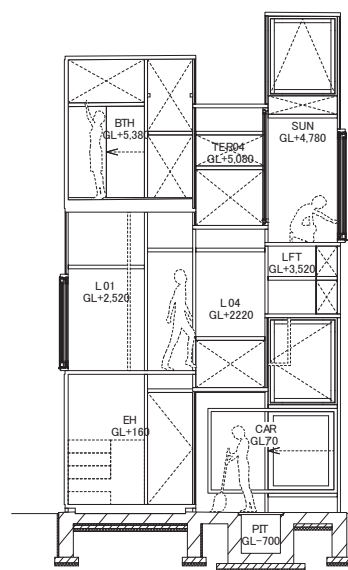 BTH
GL+5,380
TER04
GL+5,080
SUN
GL+4,780
LFT
GL+3,520
L01
GL+2,520
L04
GL+2220
EH
GL+160
CAR
GL70
PIT
GL-700